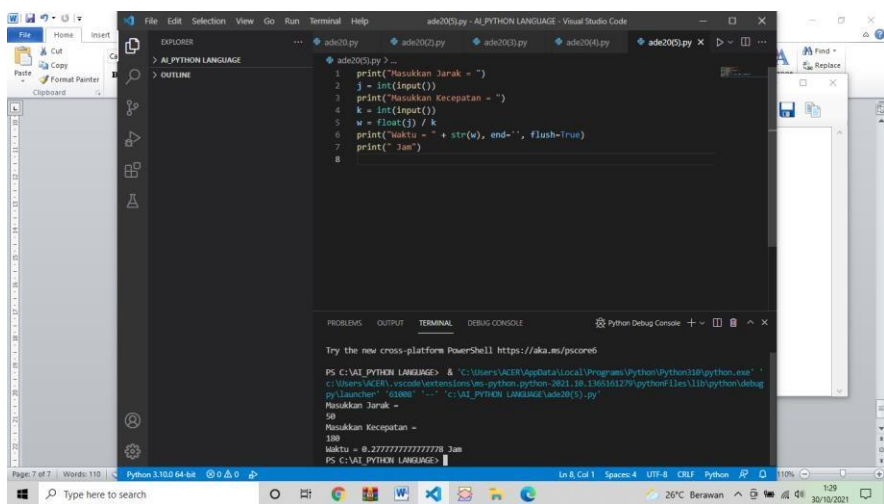 File Edit Selection View Go Run Terminal Help
ade20(5).py - AI_PYTHON LANGUAGE - Visual Studio Code
File
Home
Insert
Cut
Copy
Format Painter
Paste
Clipboard
Find
Replace
EXPLORER
AI_PYTHON LANGUAGE
OUTLINE
ade20.py
ade20(2).py
ade20(3).py
ade20(4).py
ade20(5).py
ade20(5).py > ...
1 print("Masukkan Jarak = ")
2 j = int(input())
3 print("Masukkan Kecepatan = ")
4 k = int(input())
5 w = float(j) / k
6 print("Waktu = " + str(w), end='', flush=True)
7 print(" Jam")
8
PROBLEMS OUTPUT TERMINAL DEBUG CONSOLE
Python Debug Console
Try the new cross-platform PowerShell https://aka.ms/pscore6
PS C:\AI_PYTHON LANGUAGE> & 'C:\Users\ACER\AppData\Local\Programs\Python\Python310\python.exe' '
c:\Users\ACER\.vscode\extensions\ms-python.python-2021.10.1365161279\pythonFiles\lib\python\debug
py\launcher' '61008' '--' 'c:\AI_PYTHON LANGUAGE\ade20(5).py'
Masukkan Jarak =
50
Masukkan Kecepatan =
180
Waktu = 0.2777777777777778 Jam
PS C:\AI_PYTHON LANGUAGE>
Page: 7 of 7 Words: 110
Python 3.10.0 64-bit 0 0
Ln 8, Col 1 Spaces: 4 UTF-8 CRLF Python
110%
Type here to search
26°C Berawan
1:29
30/10/2021